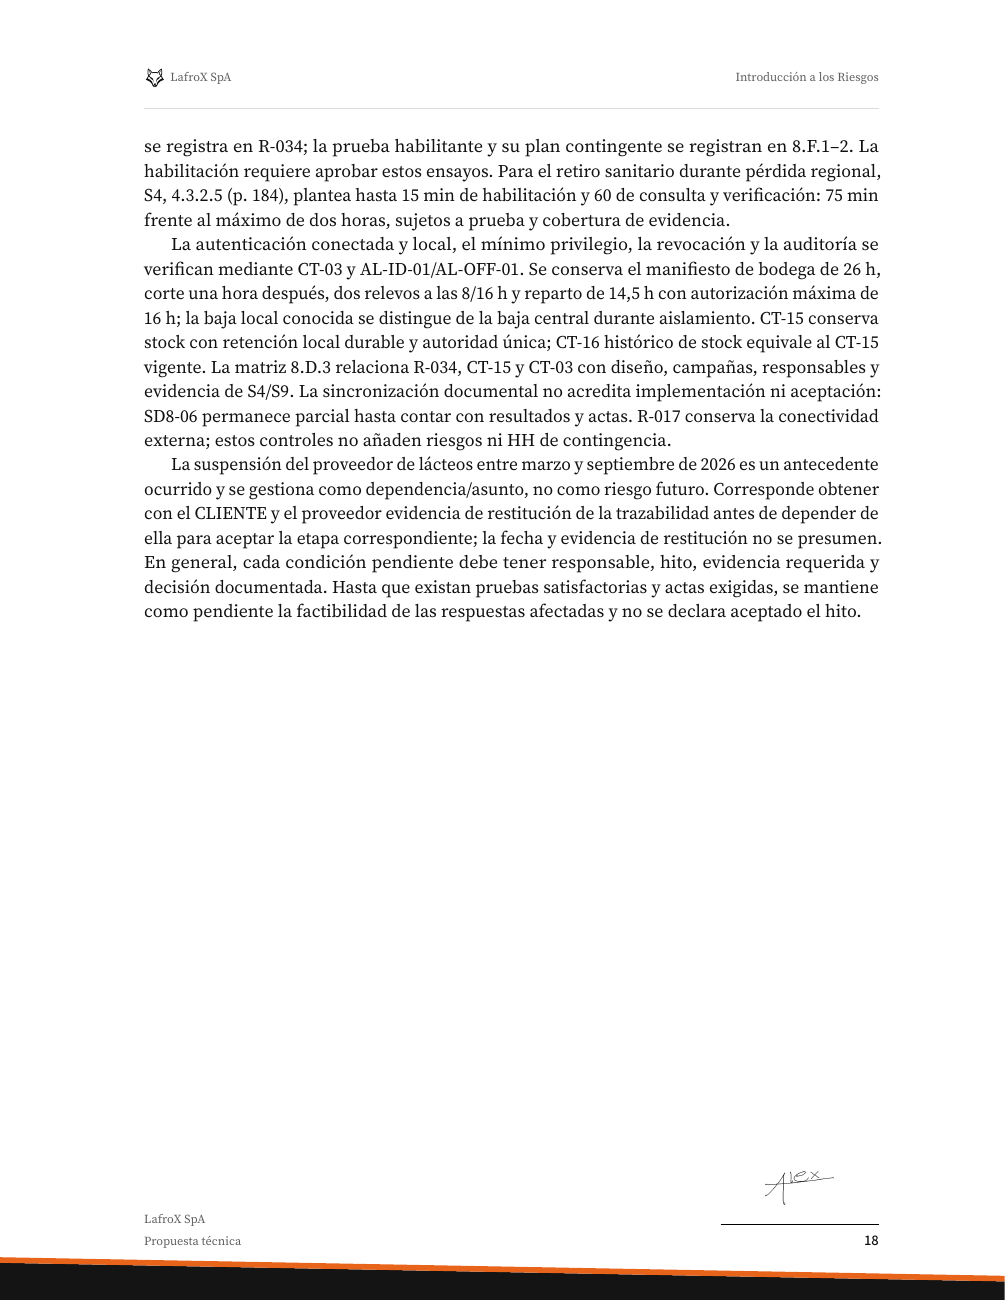 LafroX SpA
Introducción a los Riesgos
se registra en R-034; la prueba habilitante y su plan contingente se registran en 8.F.1–2. La
habilitación requiere aprobar estos ensayos. Para el retiro sanitario durante pérdida regional,
S4, 4.3.2.5 (p. 184), plantea hasta 15 min de habilitación y 60 de consulta y verificación: 75 min
frente al máximo de dos horas, sujetos a prueba y cobertura de evidencia.
La autenticación conectada y local, el mínimo privilegio, la revocación y la auditoría se
verifican mediante CT-03 y AL-ID-01/AL-OFF-01. Se conserva el manifiesto de bodega de 26 h,
corte una hora después, dos relevos a las 8/16 h y reparto de 14,5 h con autorización máxima de
16 h; la baja local conocida se distingue de la baja central durante aislamiento. CT-15 conserva
stock con retención local durable y autoridad única; CT-16 histórico de stock equivale al CT-15
vigente. La matriz 8.D.3 relaciona R-034, CT-15 y CT-03 con diseño, campañas, responsables y
evidencia de S4/S9. La sincronización documental no acredita implementación ni aceptación:
SD8-06 permanece parcial hasta contar con resultados y actas. R-017 conserva la conectividad
externa; estos controles no añaden riesgos ni HH de contingencia.
La suspensión del proveedor de lácteos entre marzo y septiembre de 2026 es un antecedente
ocurrido y se gestiona como dependencia/asunto, no como riesgo futuro. Corresponde obtener
con el CLIENTE y el proveedor evidencia de restitución de la trazabilidad antes de depender de
ella para aceptar la etapa correspondiente; la fecha y evidencia de restitución no se presumen.
En general, cada condición pendiente debe tener responsable, hito, evidencia requerida y
decisión documentada. Hasta que existan pruebas satisfactorias y actas exigidas, se mantiene
como pendiente la factibilidad de las respuestas afectadas y no se declara aceptado el hito.
Alex
LafroX SpA
Propuesta técnica
18